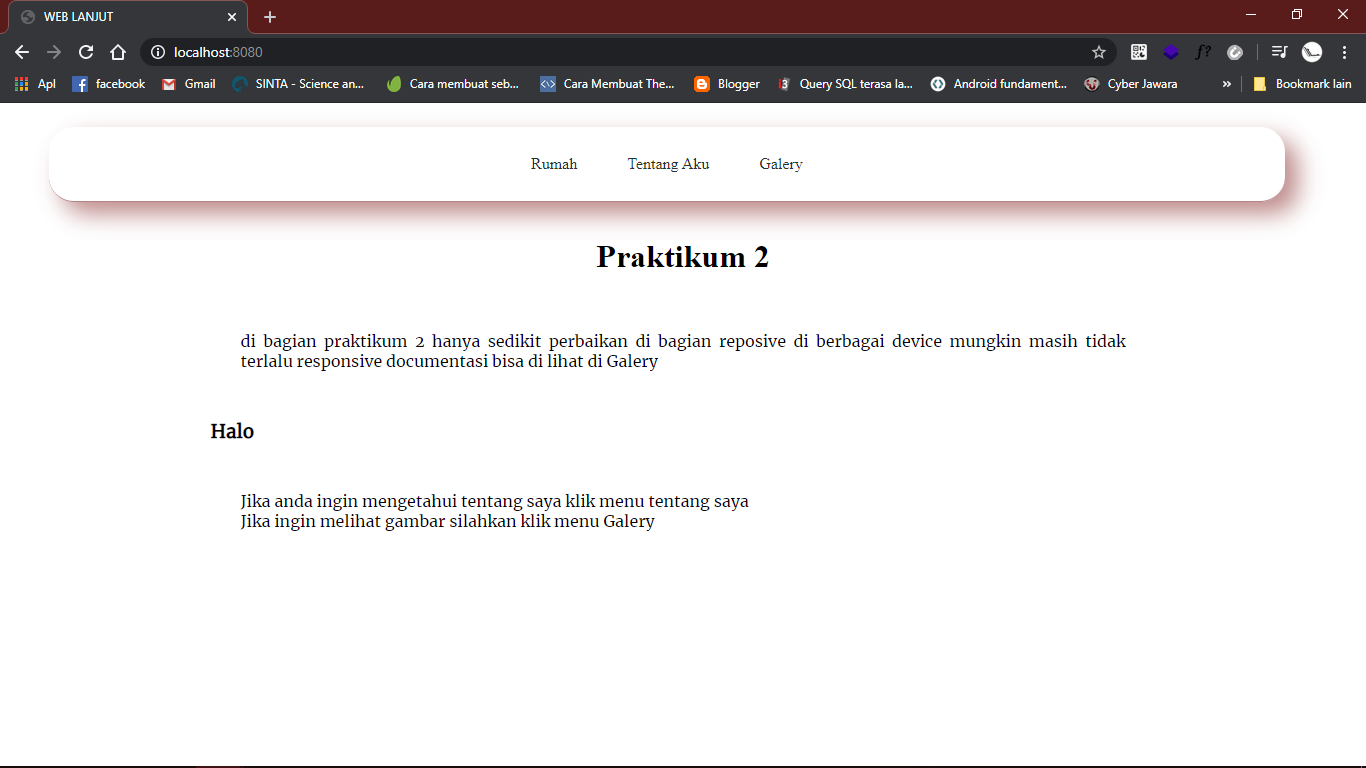 WEB LANJUT
localhost:8080
f?
Apl facebook Gmail SINTA - Science an... Cara membuat seb... Cara Membuat The... Blogger Query SQL terasa la... Android fundament... Cyber Jawara » Bookmark lain
Rumah Tentang Aku Galery
Praktikum 2
di bagian praktikum 2 hanya sedikit perbaikan di bagian reposive di berbagai device mungkin masih tidak
terlalu responsive documentasi bisa di lihat di Galery
Halo
Jika anda ingin mengetahui tentang saya klik menu tentang saya
Jika ingin melihat gambar silahkan klik menu Galery